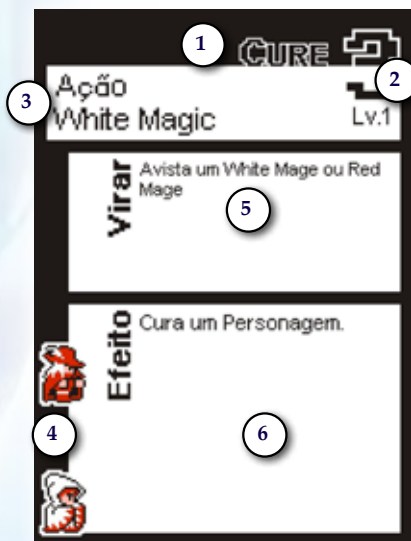 1
CURE
2
3
Ação
White Magic
Lv.1
Virar
Avista um White Mage ou Red
Mage
5
Efeito
Cura um Personagem.
4
6